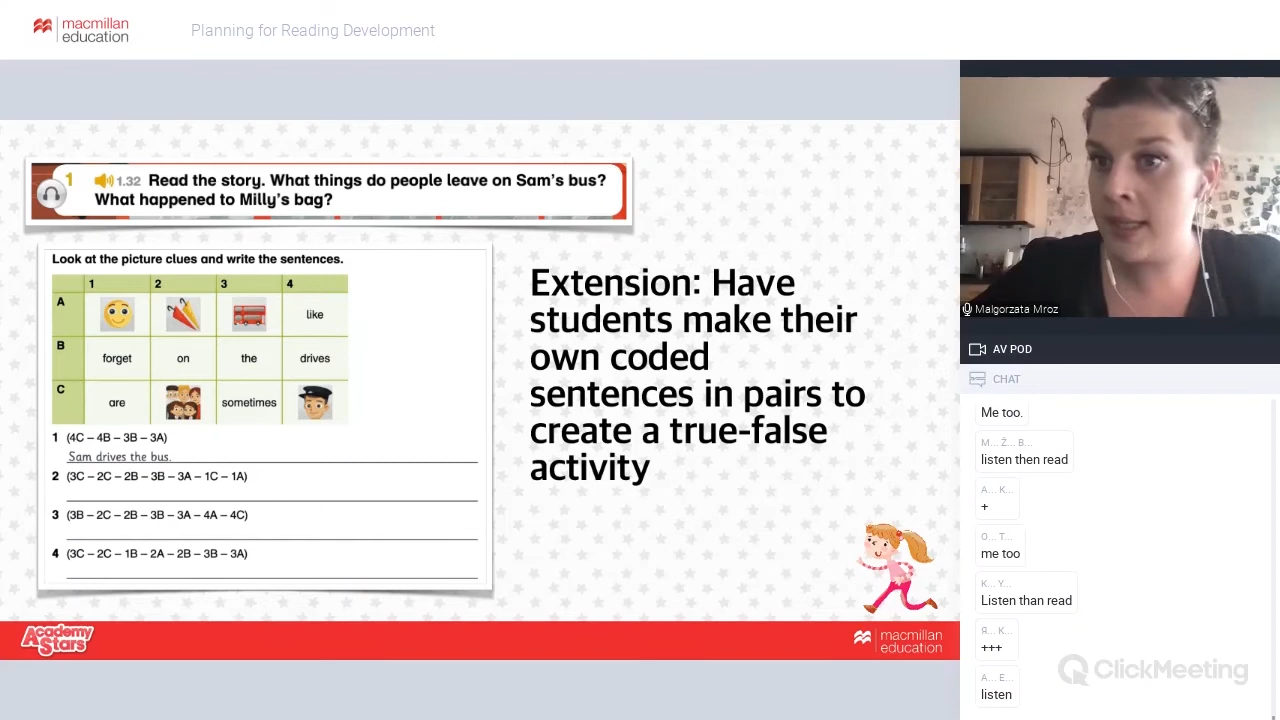 macmillan
education
Planning for Reading Development
1 1.32 Read the story. What things do people leave on Sam's bus?
What happened to Milly's bag?
Look at the picture clues and write the sentences.
1 2 3 4
A like
B forget on the drives
C are sometimes
1 (4C – 4B – 3B – 3A)
Sam drives the bus.
2 (3C – 2C – 2B – 3B – 3A – 1C – 1A)
3 (3B – 2C – 2B – 3B – 3A – 4A – 4C)
4 (3C – 2C – 1B – 2A – 2B – 3B – 3A)
Extension: Have
students make their
own coded
sentences in pairs to
create a true-false
activity
Academy
Stars
macmillan
education
Malgorzata Mroz
AV POD
CHAT
Me too.
М... Ž... В...
listen then read
А... К...
+
О... Т...
me too
К... У...
Listen than read
Я... К...
+++
А... Е...
listen
ClickMeeting